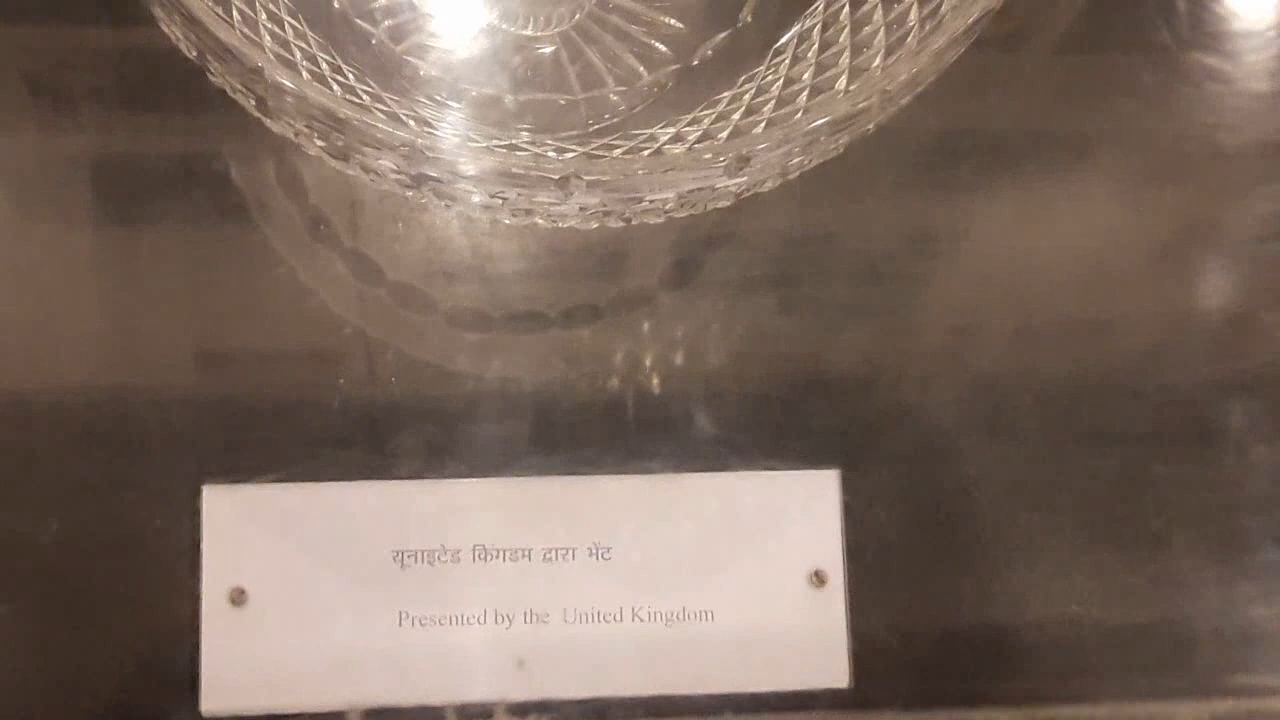 यूनाइटेड किंगडम द्वारा भेंट
Presented by the United Kingdom